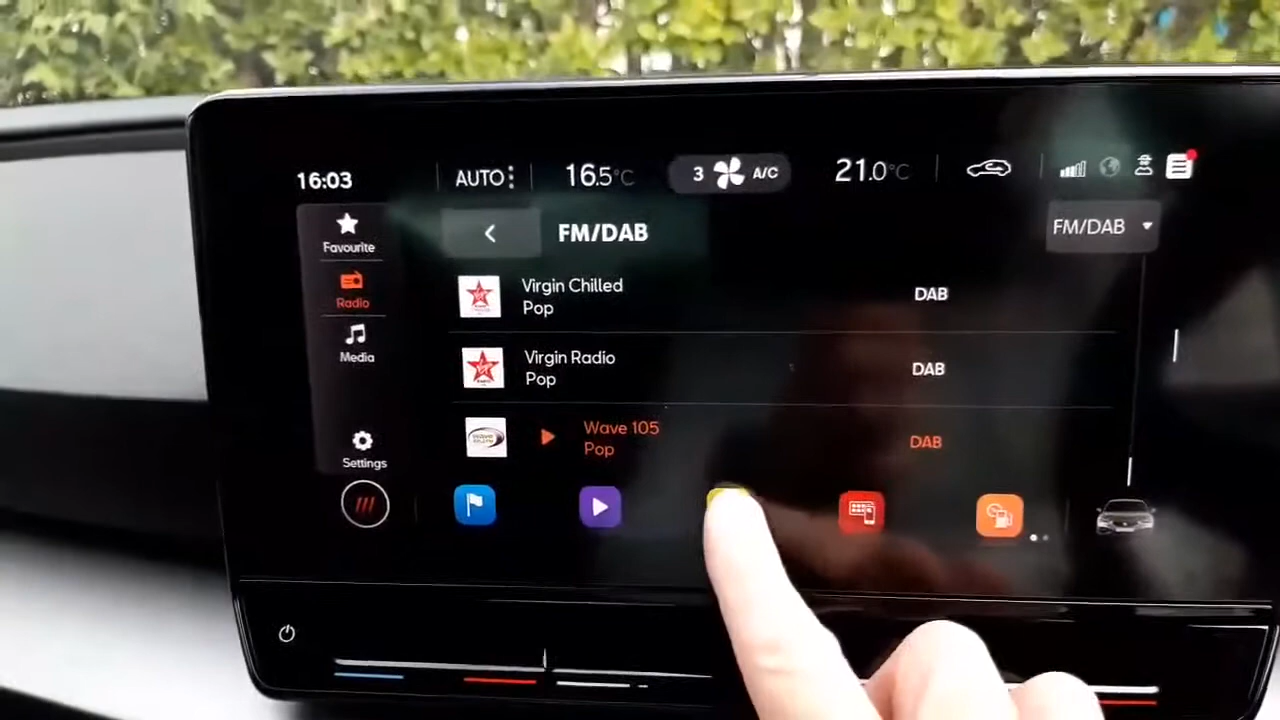 16:03
AUTO
16.5°C
3 A/C
21.0°C
Favourite
Radio
Media
Settings
FM/DAB
FM/DAB
Virgin Chilled
Pop
DAB
Virgin Radio
Pop
DAB
Wave 105
Pop
DAB